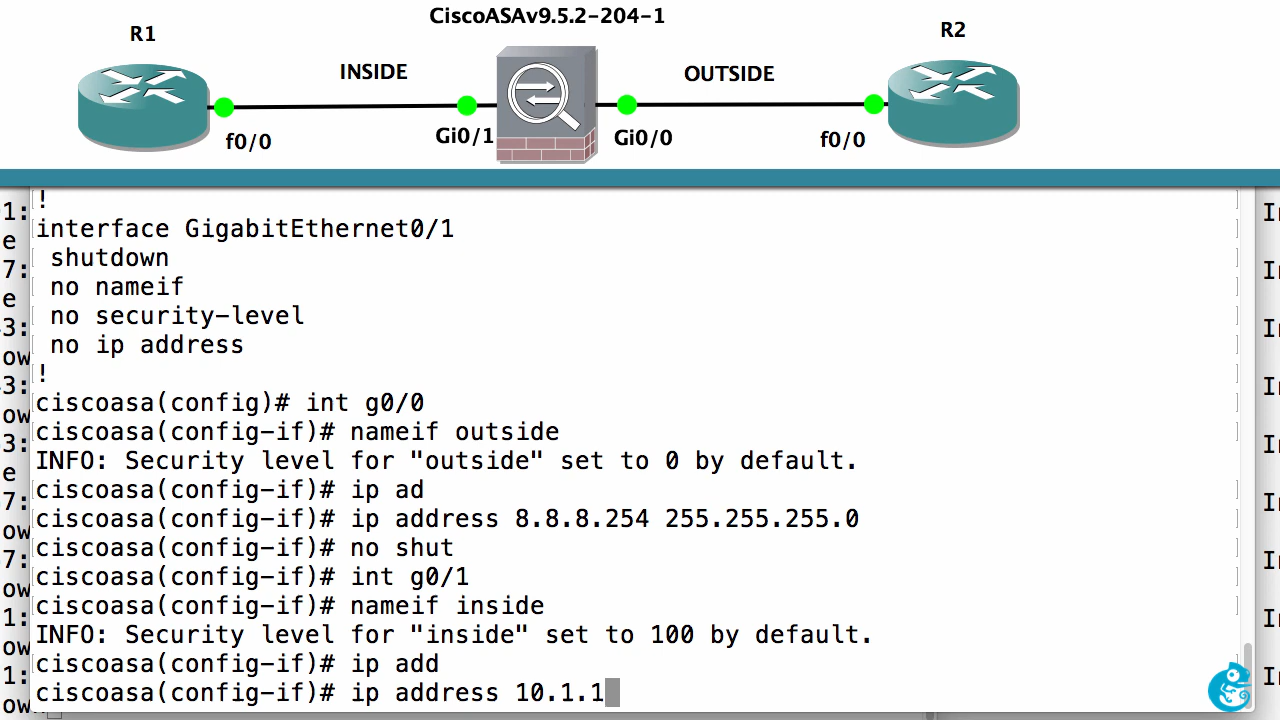 CiscoASAv9.5.2-204-1
R1
R2
INSIDE
OUTSIDE
Gi0/1
Gi0/0
f0/0
f0/0
!
interface GigabitEthernet0/1
shutdown
no nameif
no security-level
no ip address
!
ciscoasa(config)# int g0/0
ciscoasa(config-if)# nameif outside
INFO: Security level for "outside" set to 0 by default.
ciscoasa(config-if)# ip ad
ciscoasa(config-if)# ip address 8.8.8.254 255.255.255.0
ciscoasa(config-if)# no shut
ciscoasa(config-if)# int g0/1
ciscoasa(config-if)# nameif inside
INFO: Security level for "inside" set to 100 by default.
ciscoasa(config-if)# ip add
ciscoasa(config-if)# ip address 10.1.1